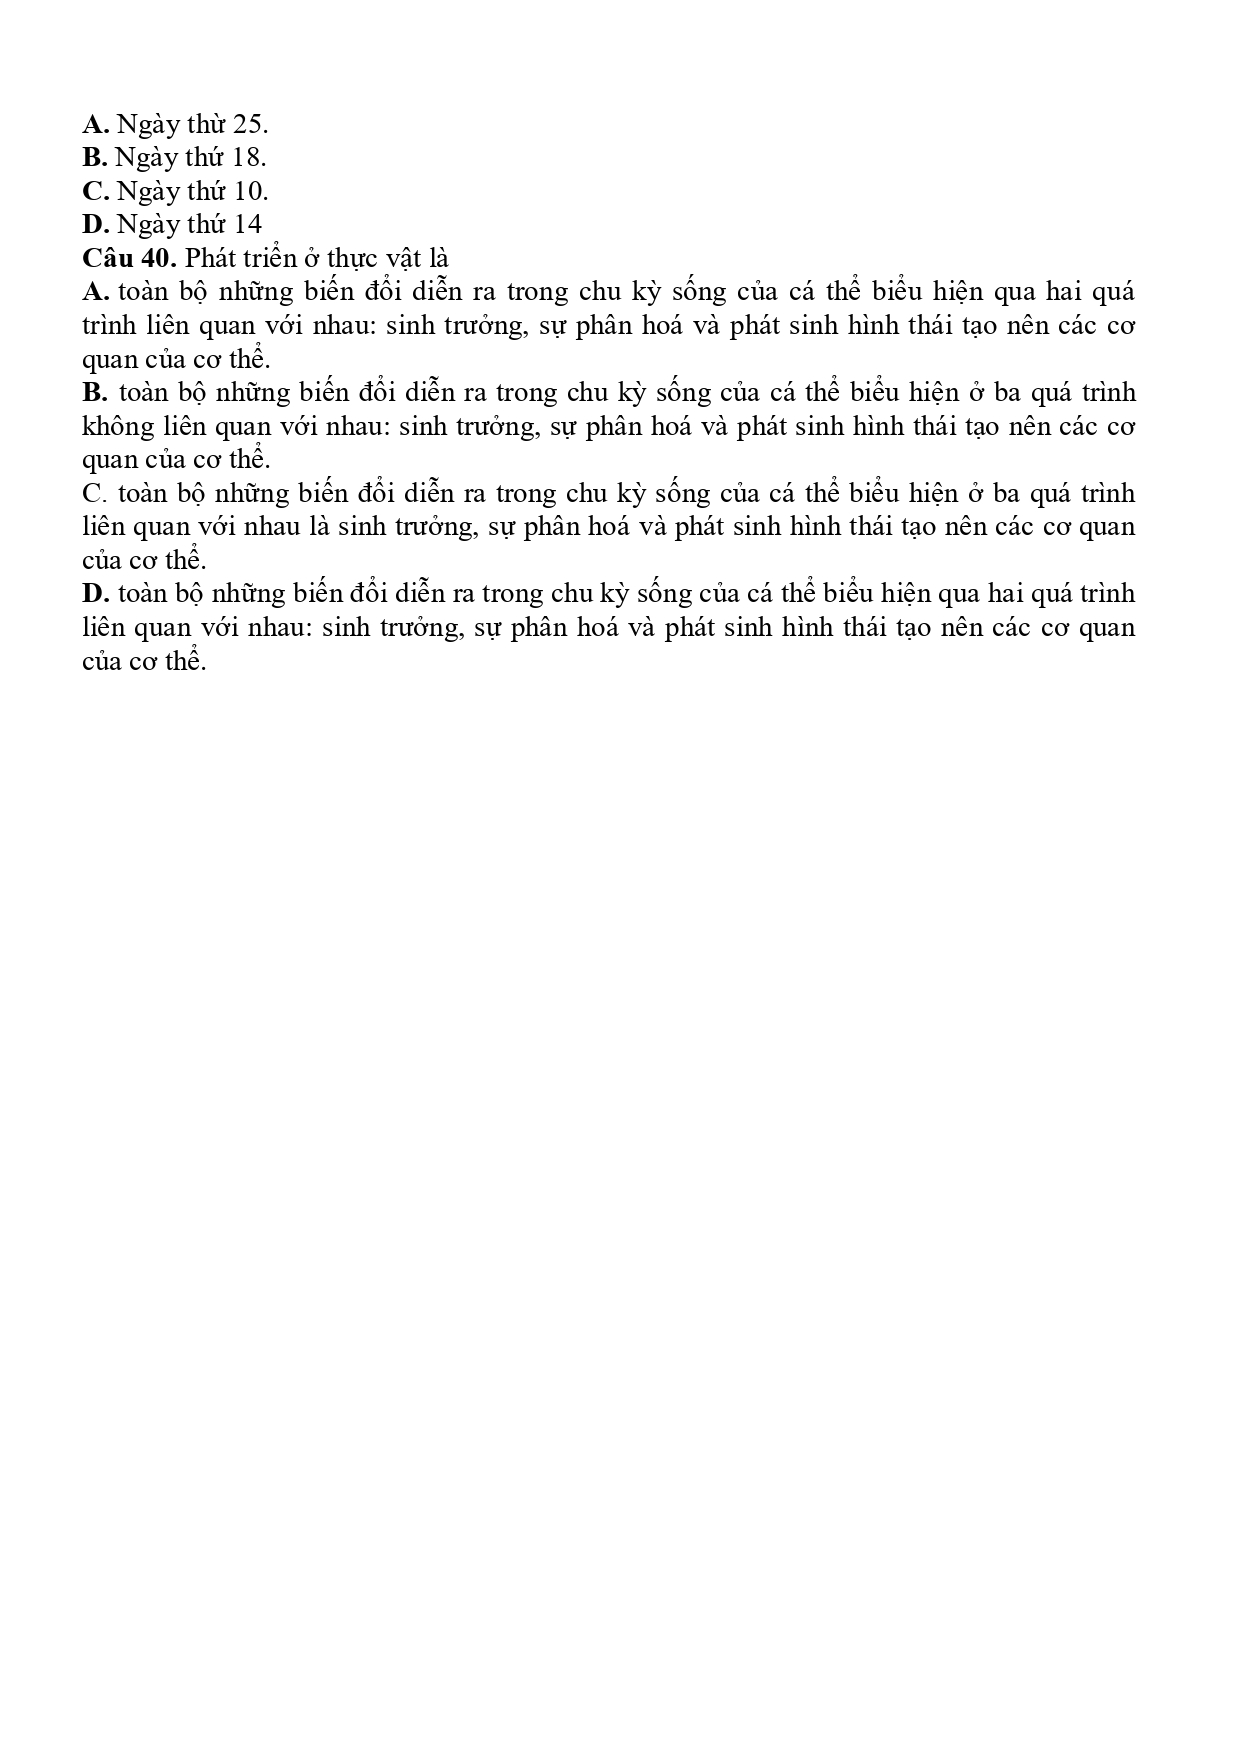 A. Ngày thừ 25.
B. Ngày thứ 18.
C. Ngày thứ 10.
D. Ngày thứ 14
Câu 40. Phát triển ở thực vật là
A. toàn bộ những biến đổi diễn ra trong chu kỳ sống của cá thể biểu hiện qua hai quá
trình liên quan với nhau: sinh trưởng, sự phân hoá và phát sinh hình thái tạo nên các cơ
quan của cơ thể.
B. toàn bộ những biến đổi diễn ra trong chu kỳ sống của cá thể biểu hiện ở ba quá trình
không liên quan với nhau: sinh trưởng, sự phân hoá và phát sinh hình thái tạo nên các cơ
quan của cơ thể.
C. toàn bộ những biến đổi diễn ra trong chu kỳ sống của cá thể biểu hiện ở ba quá trình
liên quan với nhau là sinh trưởng, sự phân hoá và phát sinh hình thái tạo nên các cơ quan
của cơ thể.
D. toàn bộ những biến đổi diễn ra trong chu kỳ sống của cá thể biểu hiện qua hai quá trình
liên quan với nhau: sinh trưởng, sự phân hoá và phát sinh hình thái tạo nên các cơ quan
của cơ thể.